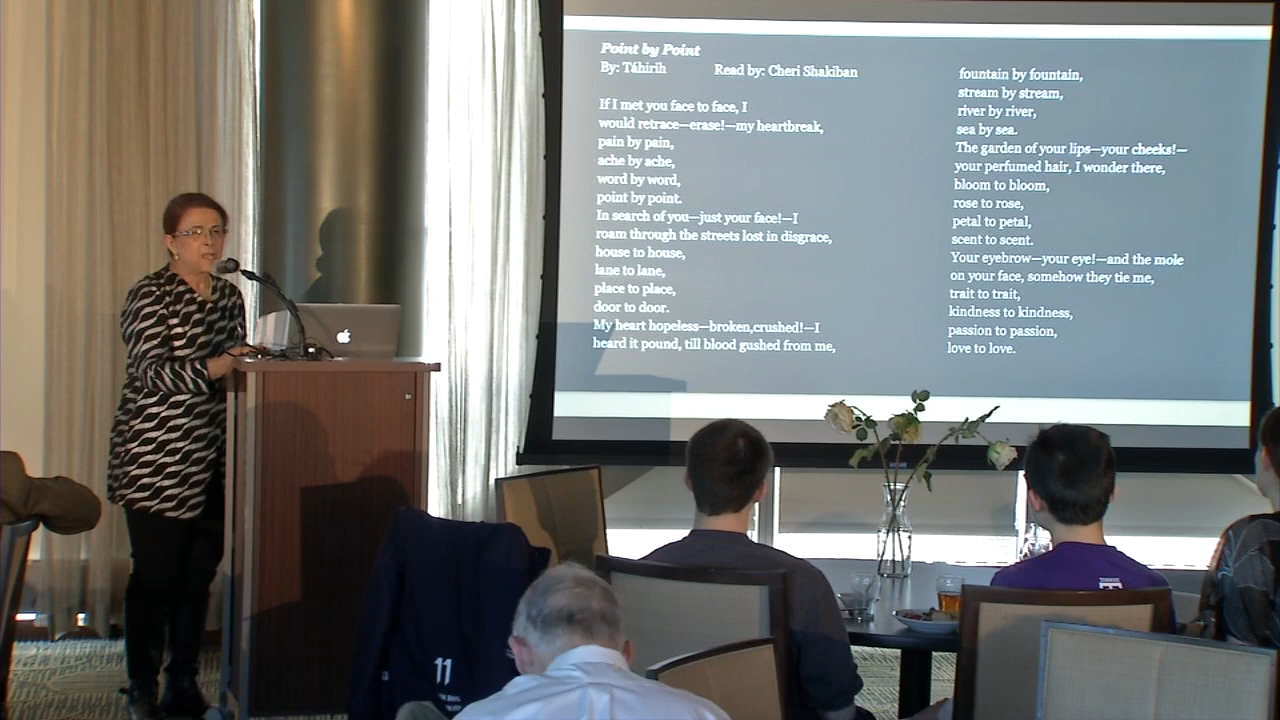 Point by Point
By: Táhirih Read by: Cheri Shakiban
If I met you face to face, I
would retrace—erase!—my heartbreak,
pain by pain,
ache by ache,
word by word,
point by point.
In search of you—just your face!—I
roam through the streets lost in disgrace,
house to house,
lane to lane,
place to place,
door to door.
My heart hopeless—broken,crushed!—I
heard it pound, till blood gushed from me,
fountain by fountain,
stream by stream,
river by river,
sea by sea.
The garden of your lips—your cheeks!—
your perfumed hair, I wonder there,
bloom to bloom,
rose to rose,
petal to petal,
scent to scent.
Your eyebrow—your eye!—and the mole
on your face, somehow they tie me,
trait to trait,
kindness to kindness,
passion to passion,
love to love.
11